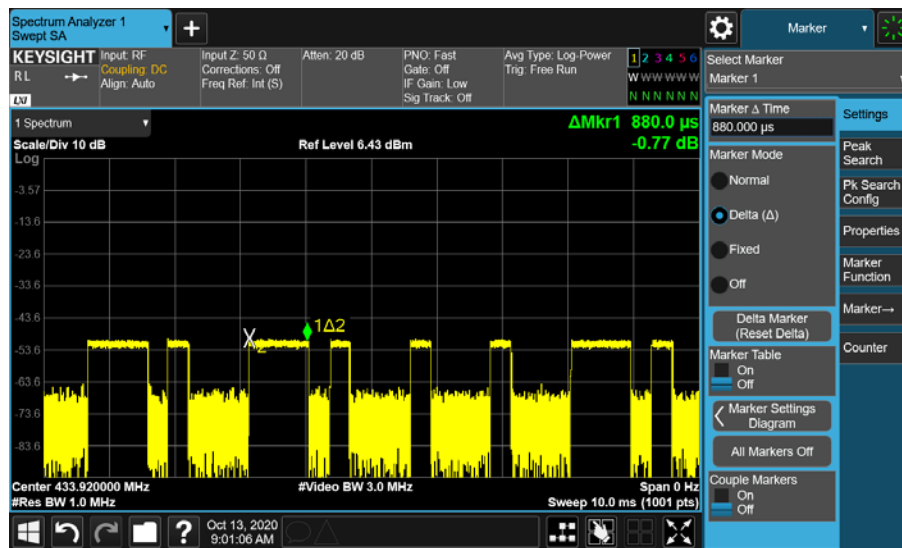 Spectrum Analyzer 1
Swept SA
+
Marker
KEYSIGHT
RL
LXI
Input: RF
Coupling: DC
Align: Auto
Input Z: 50 Ω
Corrections: Off
Freq Ref: Int (S)
Atten: 20 dB
PNO: Fast
Gate: Off
IF Gain: Low
Sig Track: Off
Avg Type: Log-Power
Trig: Free Run
1 2 3 4 5 6
W W W W W W
N N N N N N
Select Marker
Marker 1
1 Spectrum
ΔMkr1 880.0 µs
Scale/Div 10 dB
Ref Level 6.43 dBm
-0.77 dB
Log
-3.57
-13.6
-23.6
-33.6
-43.6
-53.6
-63.6
-73.6
-83.6
X2
1Δ2
Center 433.920000 MHz
#Video BW 3.0 MHz
Span 0 Hz
#Res BW 1.0 MHz
Sweep 10.0 ms (1001 pts)
Marker Δ Time
880.000 µs
Marker Mode
Normal
Delta (Δ)
Fixed
Off
Delta Marker
(Reset Delta)
Marker Table
On
Off
Marker Settings
Diagram
All Markers Off
Couple Markers
On
Off
Settings
Peak
Search
Pk Search
Config
Properties
Marker
Function
Marker→
Counter
?
Oct 13, 2020
9:01:06 AM